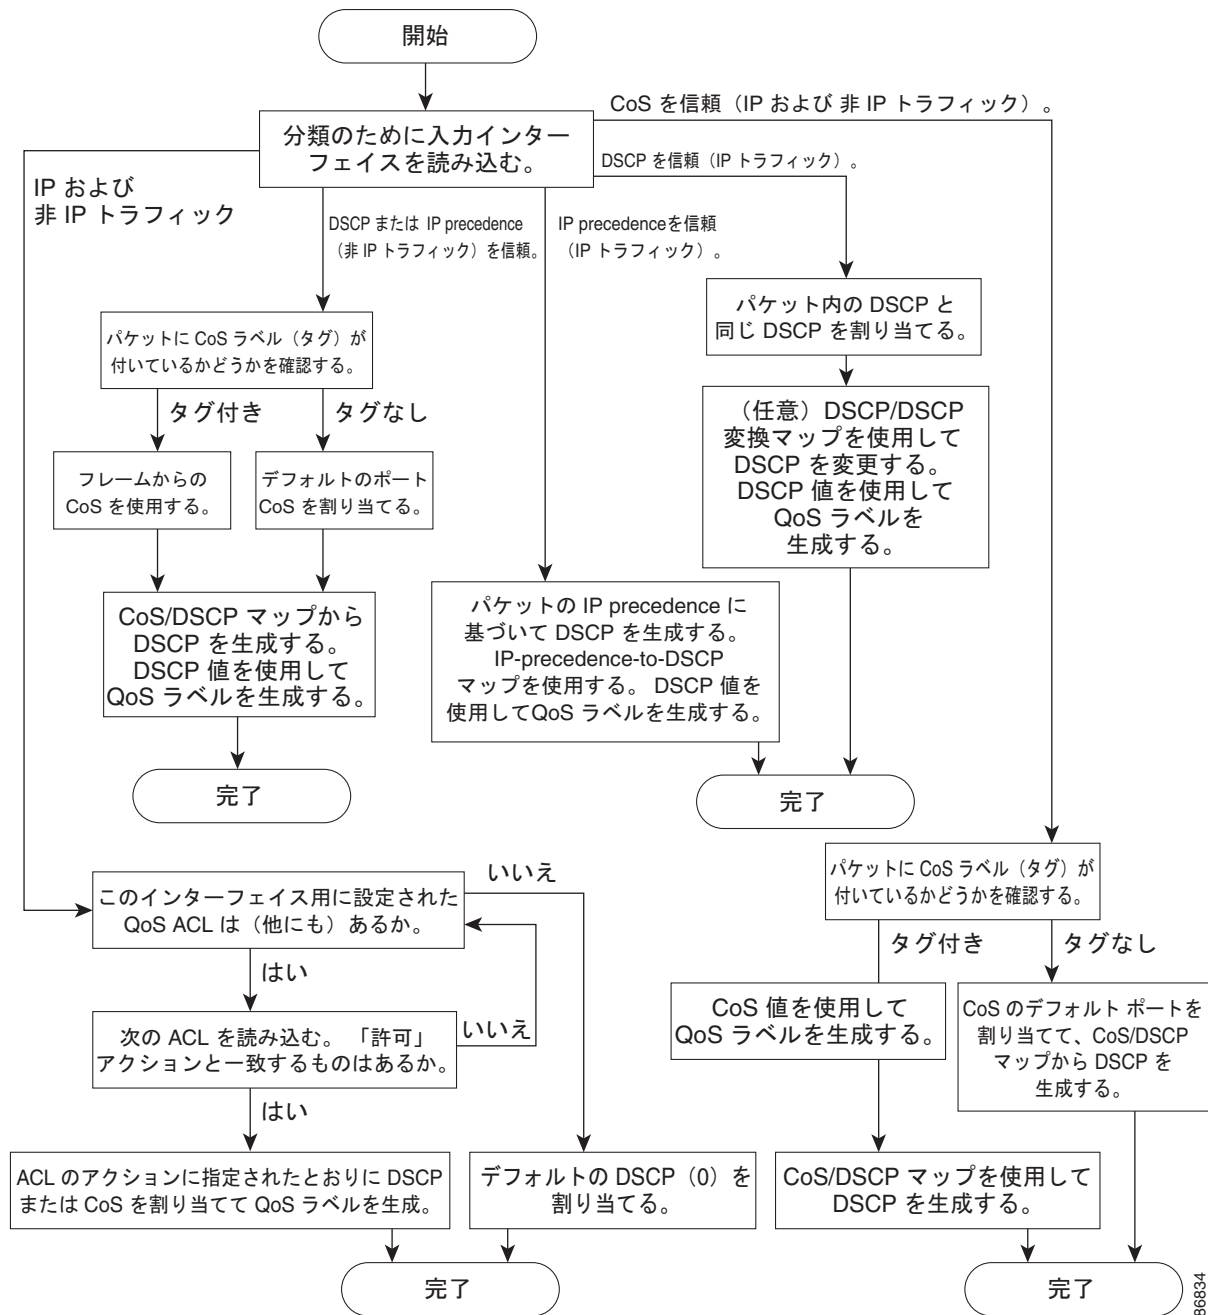 開始
CoS を信頼（IP および 非 IP トラフィック）。
分類のために入力インター
フェイスを読み込む。
DSCP を信頼（IP トラフィック）。
IP および
非 IP トラフィック
DSCP または IP precedence
（非 IP トラフィック）を信頼。
IP precedenceを信頼
（IP トラフィック）。
パケット内の DSCP と
同じ DSCP を割り当てる。
パケットに CoS ラベル（タグ）が
付いているかどうかを確認する。
タグ付き
タグなし
（任意）DSCP/DSCP
変換マップを使用して
DSCP を変更する。
DSCP 値を使用して
QoS ラベルを
生成する。
フレームからの
CoS を使用する。
デフォルトのポート
CoS を割り当てる。
CoS/DSCP マップから
DSCP を生成する。
DSCP 値を使用して
QoS ラベルを生成する。
パケットの IP precedence に
基づいて DSCP を生成する。
IP-precedence-to-DSCP
マップを使用する。 DSCP 値を
使用してQoS ラベルを生成する。
完了
完了
パケットに CoS ラベル（タグ）が
付いているかどうかを確認する。
いいえ
このインターフェイス用に設定された
QoS ACL は（他にも）あるか。
タグ付き
タグなし
はい
CoS 値を使用して
QoS ラベルを生成する。
CoS のデフォルト ポートを
割り当てて、CoS/DSCP
マップから DSCP を
生成する。
次の ACL を読み込む。 「許可」
アクションと一致するものはあるか。
いいえ
はい
ACL のアクションに指定されたとおりに DSCP
または CoS を割り当てて QoS ラベルを生成。
デフォルトの DSCP（0）を
割り当てる。
CoS/DSCP マップを使用して
DSCP を生成する。
完了
完了
86834